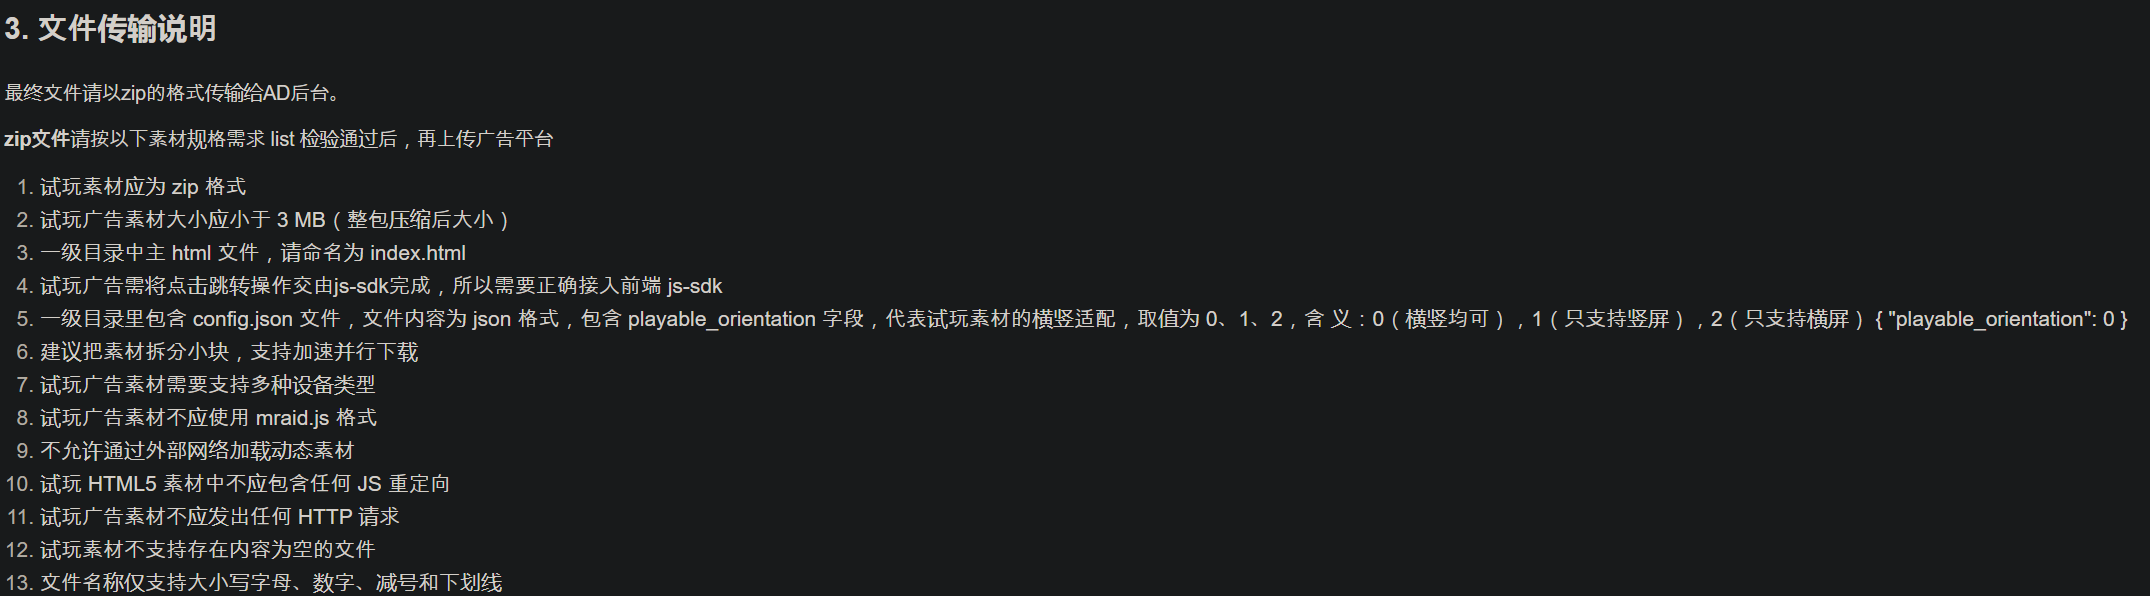 3. 文件传输说明
最终文件请以zip的格式传输给AD后台。
zip文件请按以下素材规格需求 list 检验通过后，再上传广告平台
1. 试玩素材应为 zip 格式
2. 试玩广告素材大小应小于 3 MB（整包压缩后大小）
3. 一级目录中主 html 文件，请命名为 index.html
4. 试玩广告需将点击跳转操作交由js-sdk完成，所以需要正确接入前端 js-sdk
5. 一级目录里包含 config.json 文件，文件内容为 json 格式，包含 playable_orientation 字段，代表试玩素材的横竖适配，取值为 0、1、2，含 义：0（横竖均可），1（只支持竖屏），2（只支持横屏） { "playable_orientation": 0 }
6. 建议把素材拆分小块，支持加速并行下载
7. 试玩广告素材需要支持多种设备类型
8. 试玩广告素材不应使用 mraid.js 格式
9. 不允许通过外部网络加载动态素材
10. 试玩 HTML5 素材中不应包含任何 JS 重定向
11. 试玩广告素材不应发出任何 HTTP 请求
12. 试玩素材不支持存在内容为空的文件
13. 文件名称仅支持大小写字母、数字、减号和下划线